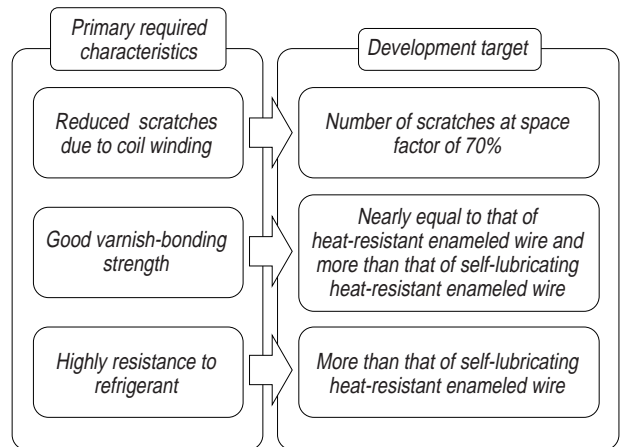 Primary required
characteristics
Development target
Reduced scratches
due to coil winding
Number of scratches at space
factor of 70%
Good varnish-bonding
strength
Nearly equal to that of
heat-resistant enameled wire and
more than that of self-lubricating
heat-resistant enameled wire
Highly resistance to
refrigerant
More than that of self-lubricating
heat-resistant enameled wire